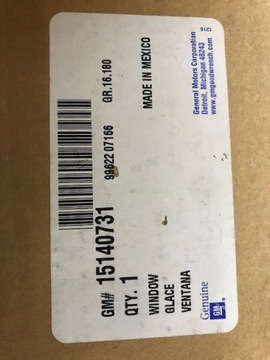 GM# 15140731
QTY. 1
WINDOW
GLACE
VENTANA
99622 07166
GR.16.180
MADE IN MEXICO
Genuine
GM
General Motors Corporation
Detroit, Michigan 48243
www.gmgoodwrench.com
1216